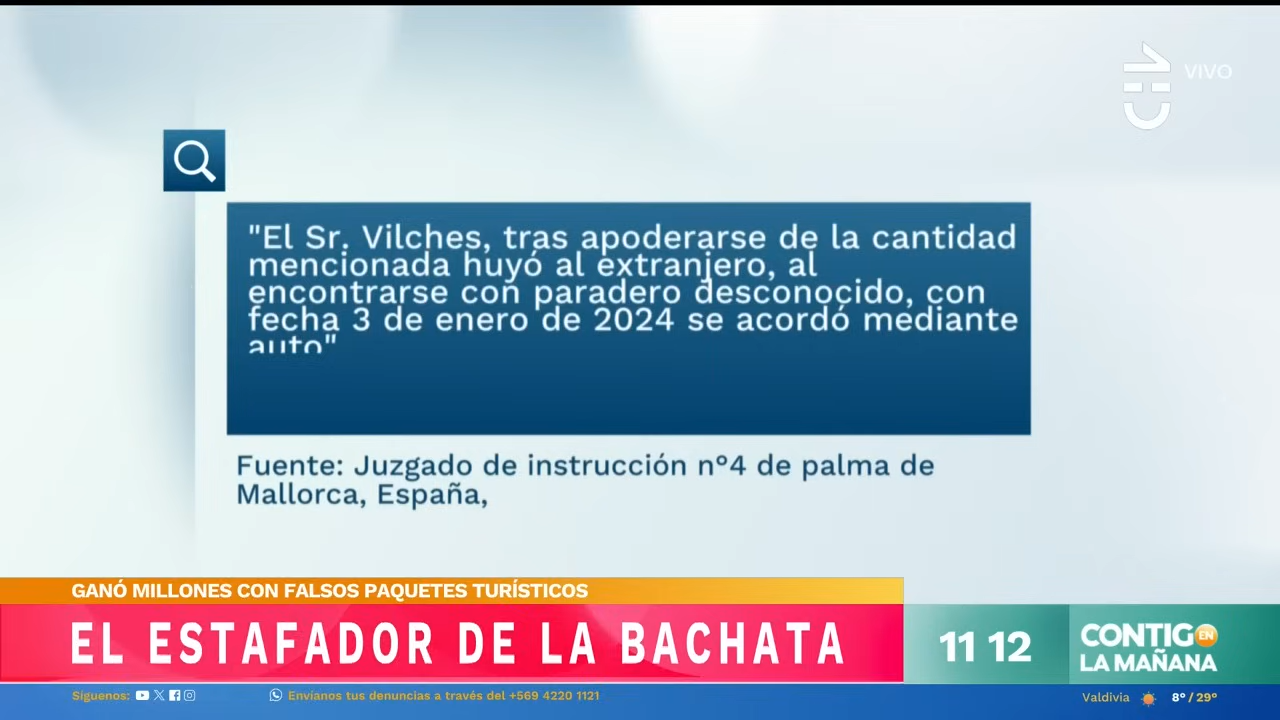 CHV
VIVO
"El Sr. Vilches, tras apoderarse de la cantidad
mencionada huyó al extranjero, al
encontrarse con paradero desconocido, con
fecha 3 de enero de 2024 se acordó mediante
auto"
Fuente: Juzgado de instrucción n°4 de palma de
Mallorca, España,
GANÓ MILLONES CON FALSOS PAQUETES TURÍSTICOS
EL ESTAFADOR DE LA BACHATA
11 12
CONTIGO EN
LA MAÑANA
Síguenos:
Envíanos tus denuncias a través del +569 4220 1121
Valdivia 8° / 29°